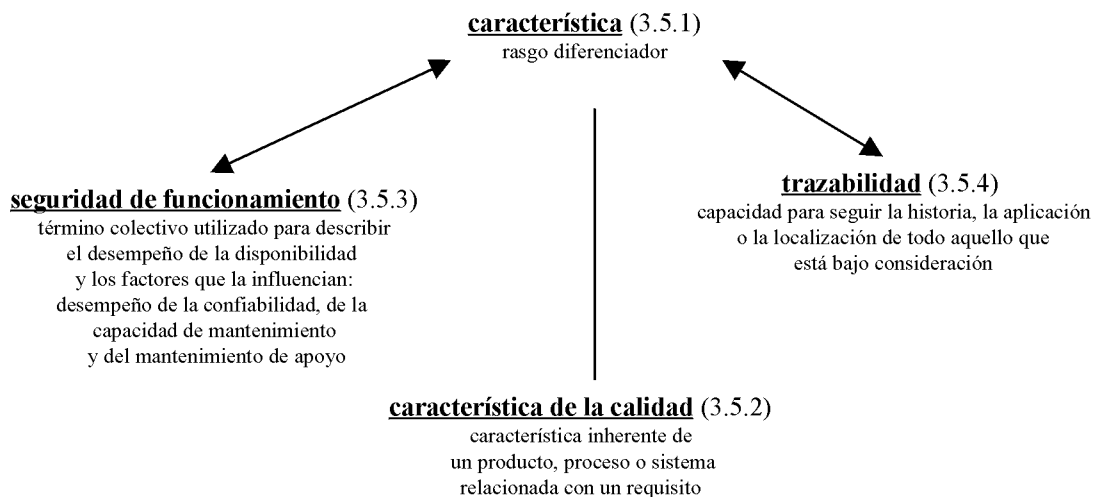 característica (3.5.1)
rasgo diferenciador
seguridad de funcionamiento (3.5.3)
término colectivo utilizado para describir
el desempeño de la disponibilidad
y los factores que la influencian:
desempeño de la confiabilidad, de la
capacidad de mantenimiento
y del mantenimiento de apoyo
trazabilidad (3.5.4)
capacidad para seguir la historia, la aplicación
o la localización de todo aquello que
está bajo consideración
característica de la calidad (3.5.2)
característica inherente de
un producto, proceso o sistema
relacionada con un requisito